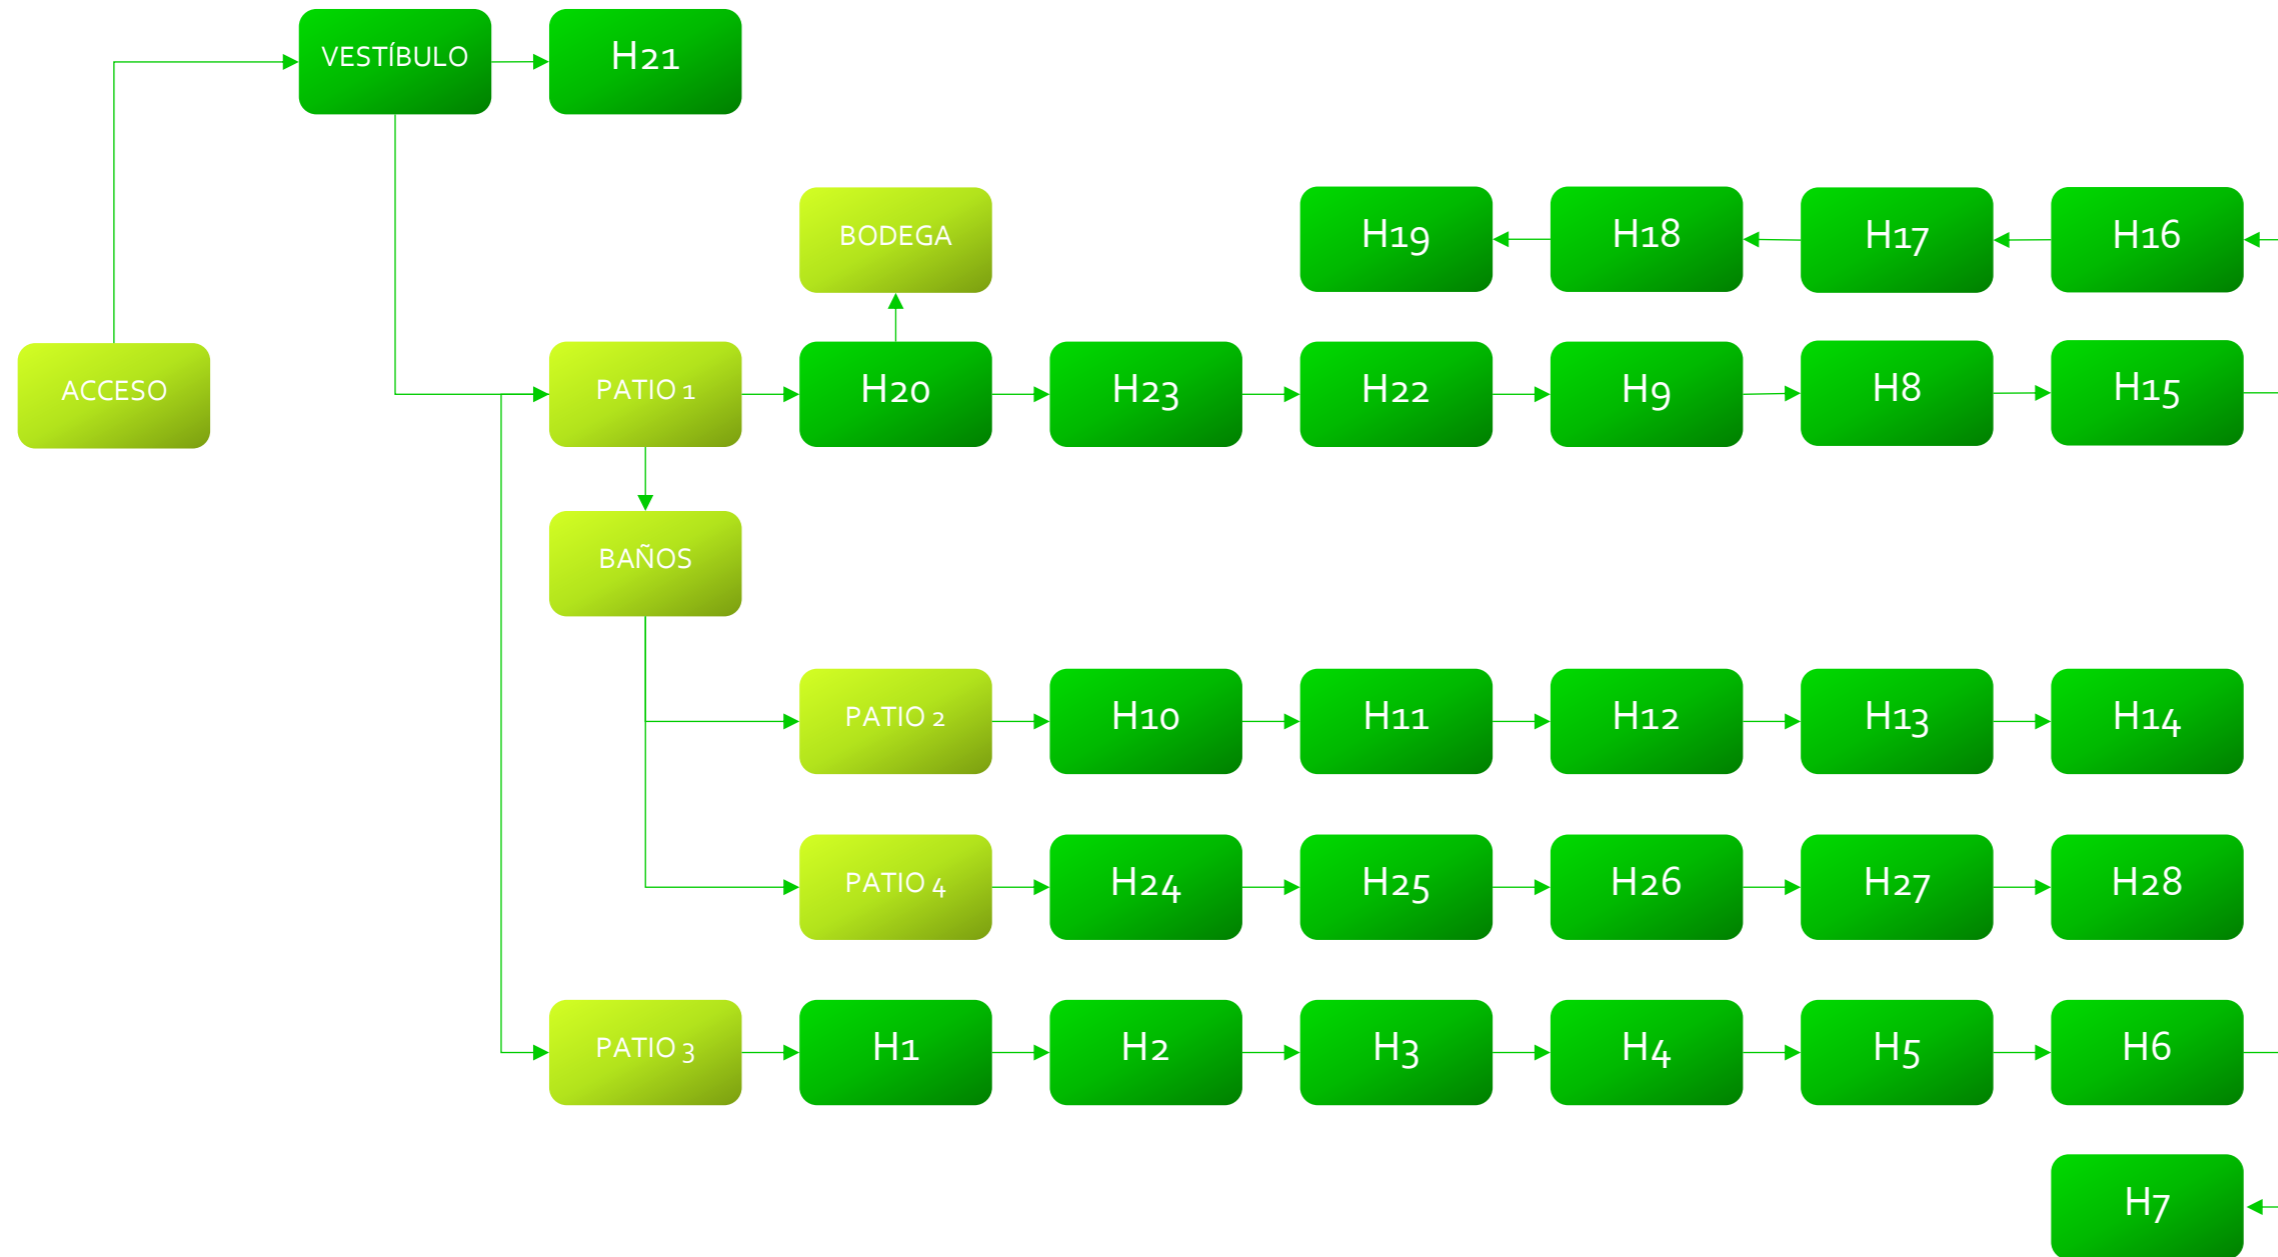 VESTÍBULO
H21
BODEGA
H19
H18
H17
H16
ACCESO
PATIO 1
H20
H23
H22
H9
H8
H15
BAÑOS
PATIO 2
H10
H11
H12
H13
H14
PATIO 4
H24
H25
H26
H27
H28
PATIO 3
H1
H2
H3
H4
H5
H6
H7